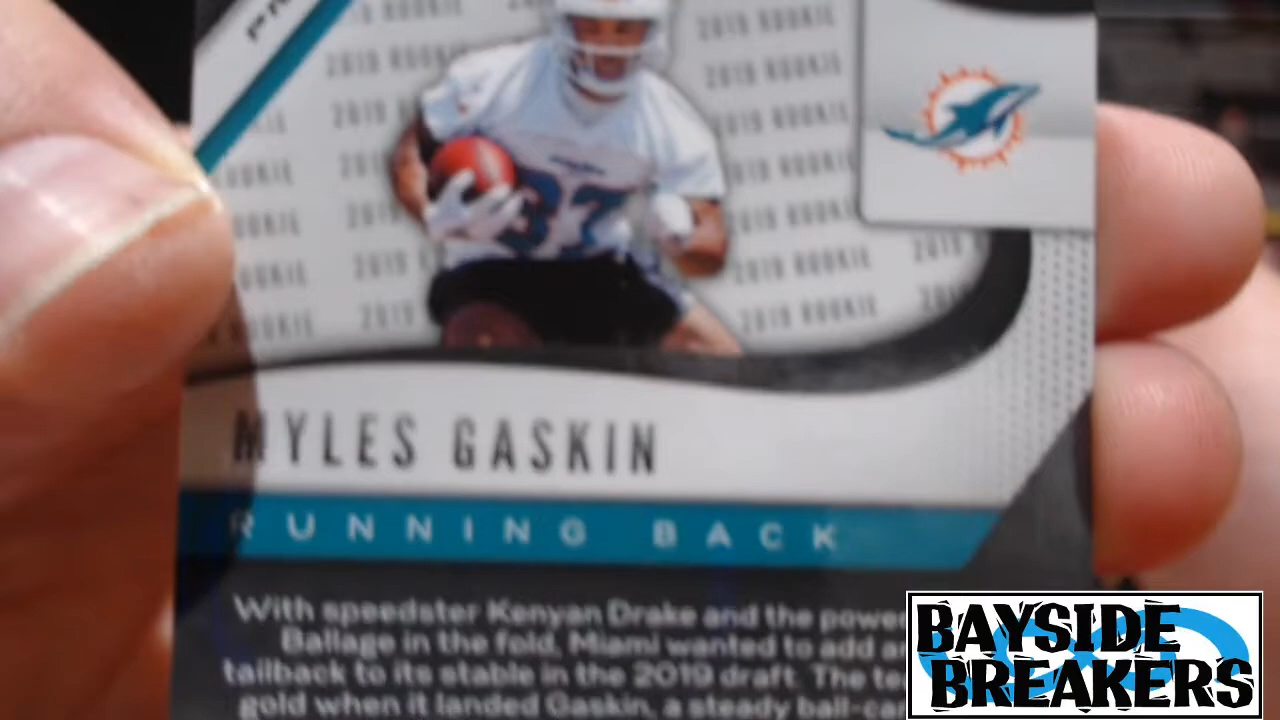 2019 ROOKIE
MYLES GASKIN
RUNNING BACK
With speedster Kenyan Drake and the power
Ballage in the fold, Miami wanted to add
tailback to its stable in the 2019 draft. The
gold when it landed Gaskin, a steady
BAYSIDE
BREAKERS